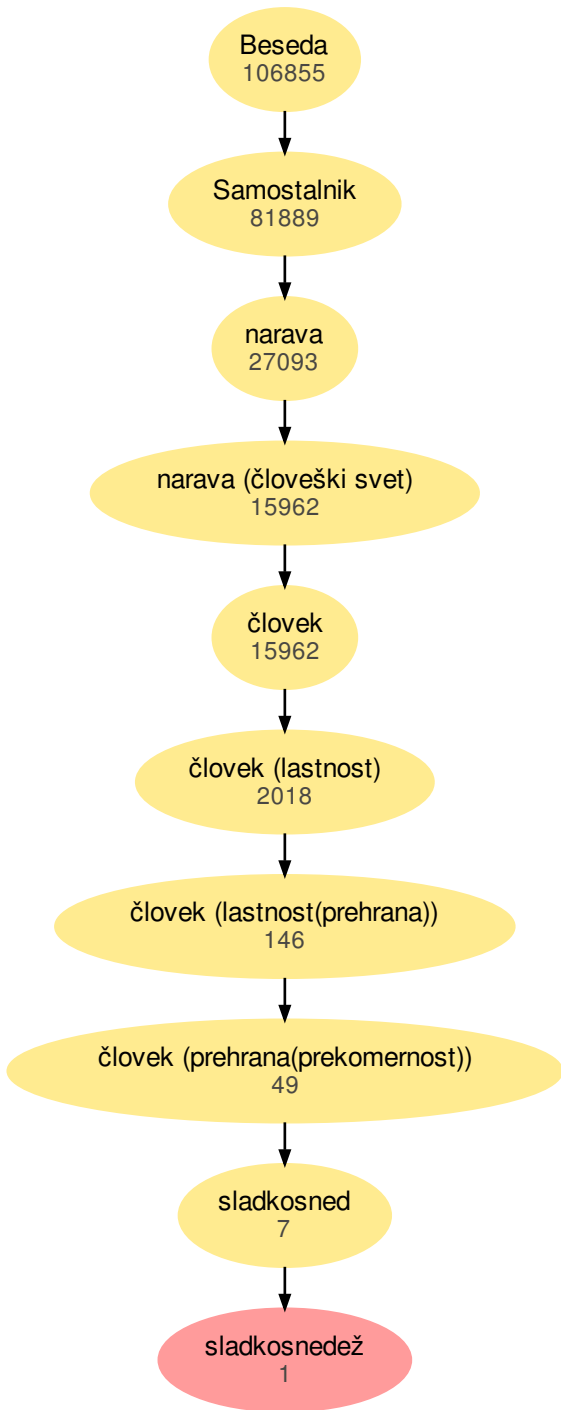 Beseda
106855
Samostalnik
81889
narava
27093
narava (človeški svet)
15962
človek
15962
človek (lastnost)
2018
človek (lastnost(prehrana))
146
človek (prehrana(prekomernost))
49
sladkosned
7
sladkosnedež
1